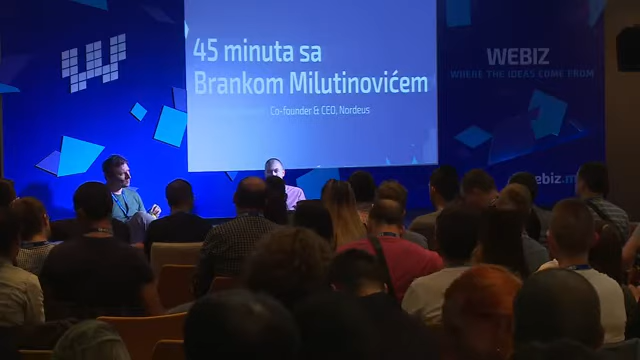 45 minuta sa
Brankom Milutinovićem
Co-founder & CEO, Nordeus
WEBIZ
WHERE THE IDEAS COME FROM
webiz.m